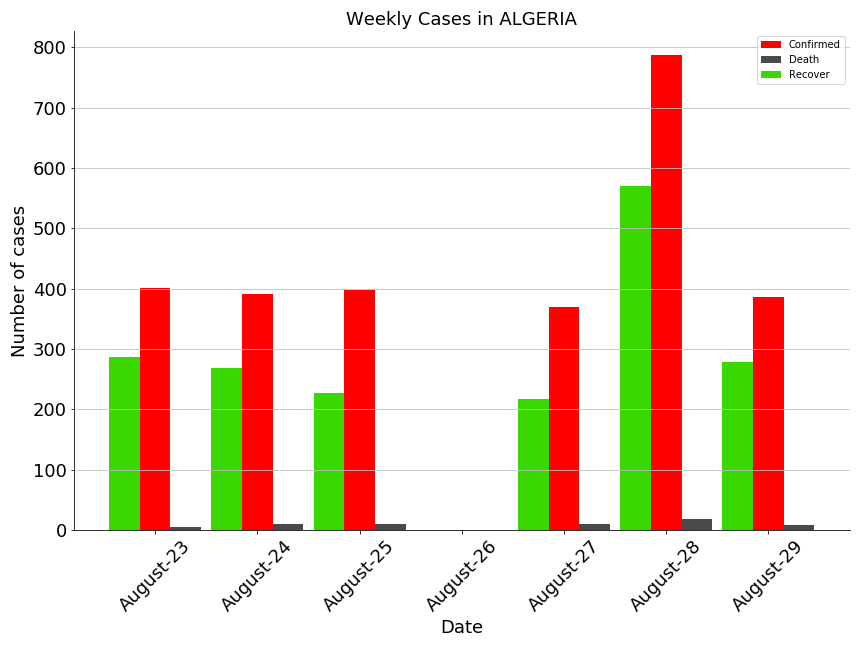 Weekly Cases in ALGERIA
Confirmed
Death
Recover
Number of cases
800
700
600
500
400
300
200
100
0
August-23
August-24
August-25
August-26
August-27
August-28
August-29
Date